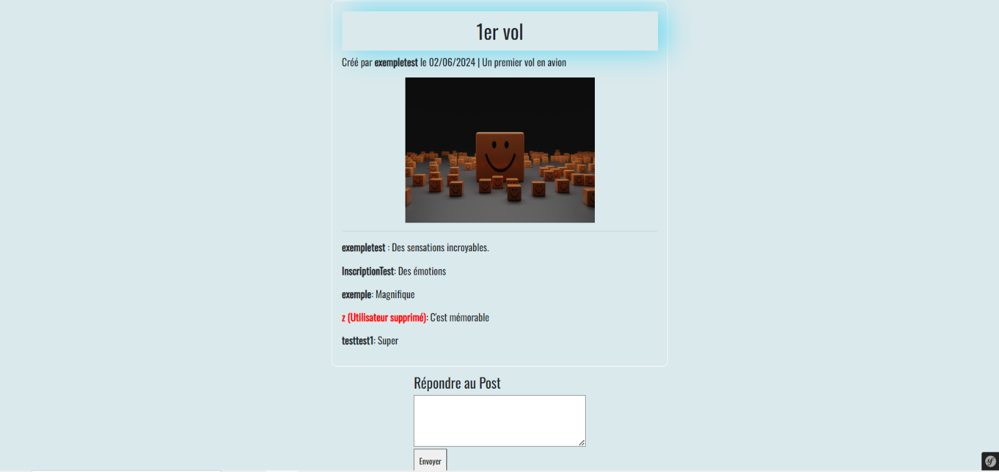 1er vol
Créé par exempletest le 02/06/2024 | Un premier vol en avion
exempletest : Des sensations incroyables.
InscriptionTest: Des émotions
exemple: Magnifique
z (Utilisateur supprimé): C'est mémorable
testtest1: Super
Répondre au Post
Envoyer
sf